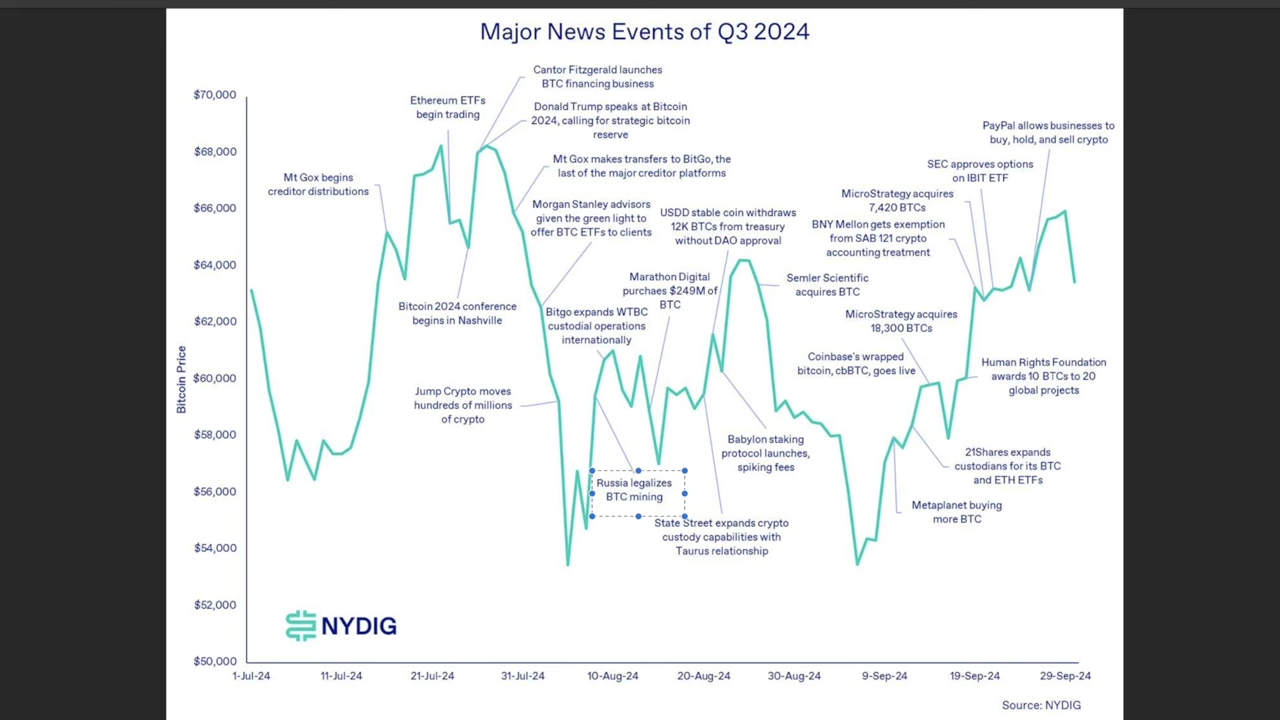 Major News Events of Q3 2024
Cantor Fitzgerald launches
BTC financing business
Ethereum ETFs
begin trading
Donald Trump speaks at Bitcoin
2024, calling for strategic bitcoin
reserve
PayPal allows businesses to
buy, hold, and sell crypto
Mt Gox makes transfers to BitGo, the
last of the major creditor platforms
SEC approves options
on IBIT ETF
Mt Gox begins
creditor distributions
MicroStrategy acquires
7,420 BTCs
Morgan Stanley advisors
given the green light to
offer BTC ETFs to clients
USDD stable coin withdraws
12K BTCs from treasury
without DAO approval
BNY Mellon gets exemption
from SAB 121 crypto
accounting treatment
Marathon Digital
purchaes $249M of
BTC
Semler Scientific
acquires BTC
Bitcoin 2024 conference
begins in Nashville
Bitgo expands WTBC
custodial operations
internationally
MicroStrategy acquires
18,300 BTCs
Coinbase's wrapped
bitcoin, cbBTC, goes live
Human Rights Foundation
awards 10 BTCs to 20
global projects
Jump Crypto moves
hundreds of millions
of crypto
Babylon staking
protocol launches,
spiking fees
21Shares expands
custodians for its BTC
and ETH ETFs
Russia legalizes
BTC mining
Metaplanet buying
more BTC
State Street expands crypto
custody capabilities with
Taurus relationship
Bitcoin Price
$70,000
$68,000
$66,000
$64,000
$62,000
$60,000
$58,000
$56,000
$54,000
$52,000
$50,000
NYDIG
1-Jul-24
11-Jul-24
21-Jul-24
31-Jul-24
10-Aug-24
20-Aug-24
30-Aug-24
9-Sep-24
19-Sep-24
29-Sep-24
Source: NYDIG